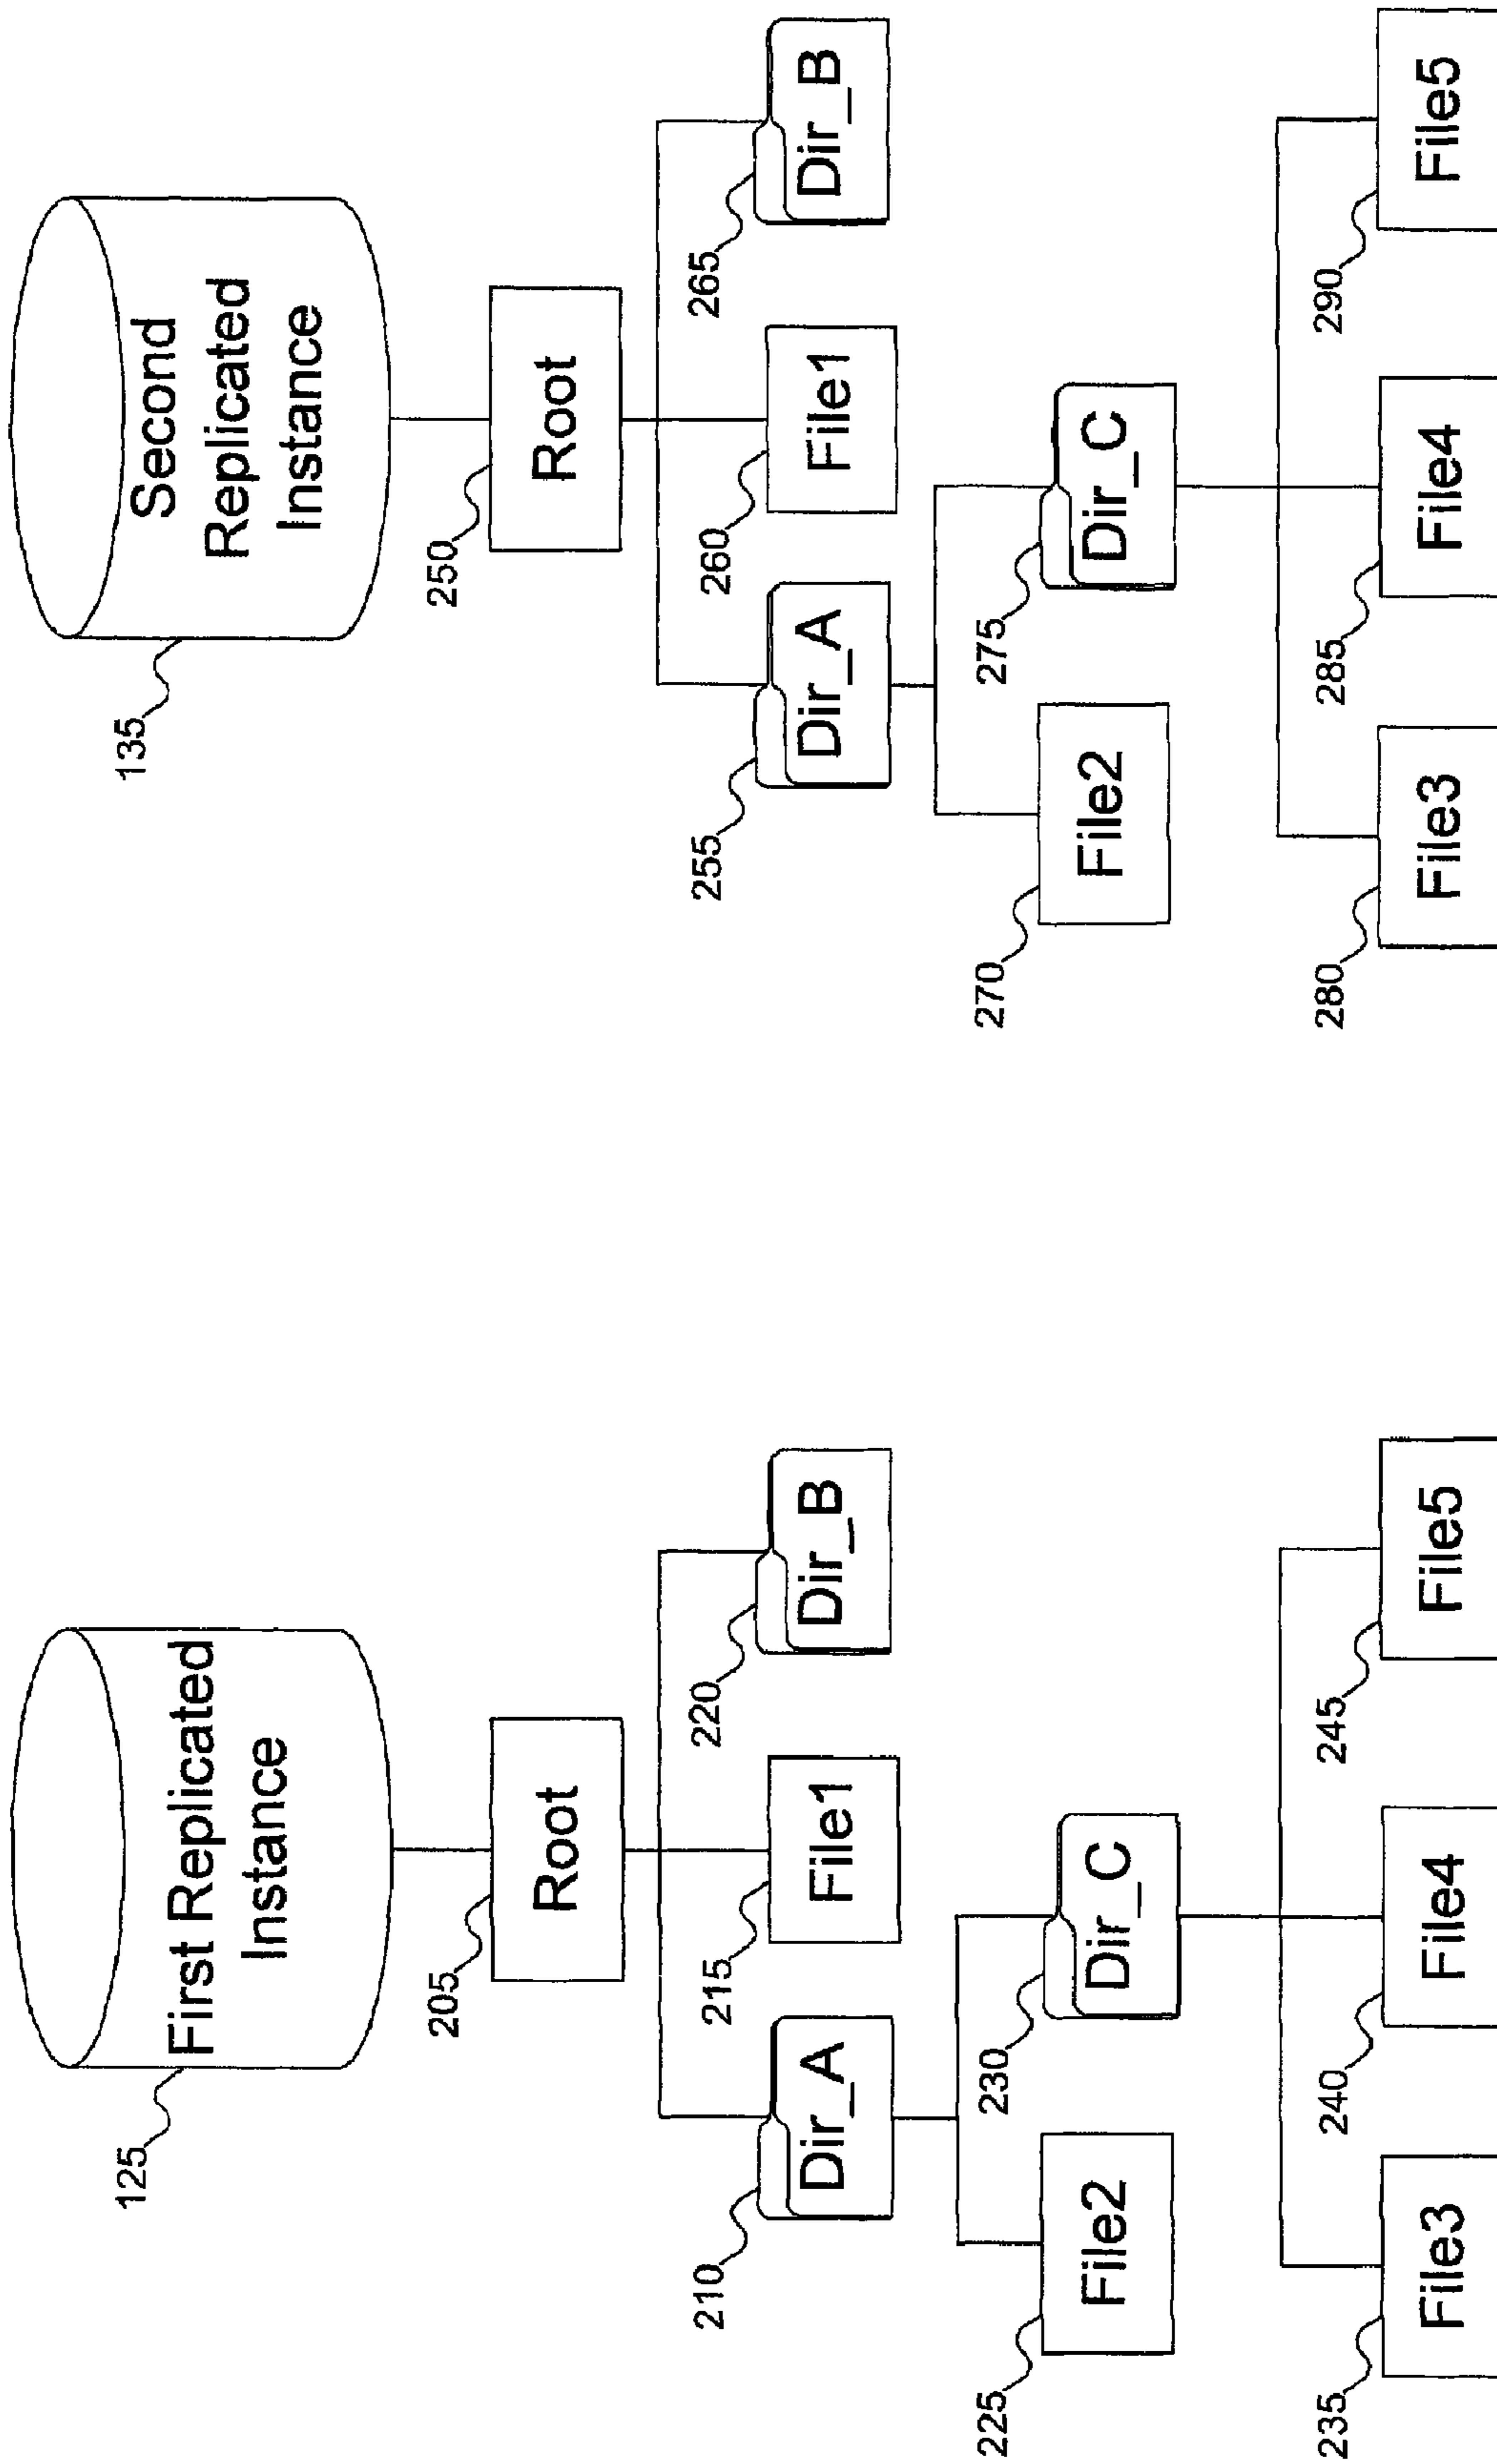 First Replicated
Instance
125
Root
205
Dir_A
210
File1
215
Dir_B
220
File2
225
Dir_C
230
File3
235
File4
240
File5
245
Second
Replicated
Instance
135
Root
250
Dir_A
255
File1
260
Dir_B
265
File2
270
Dir_C
275
File3
280
File4
285
File5
290